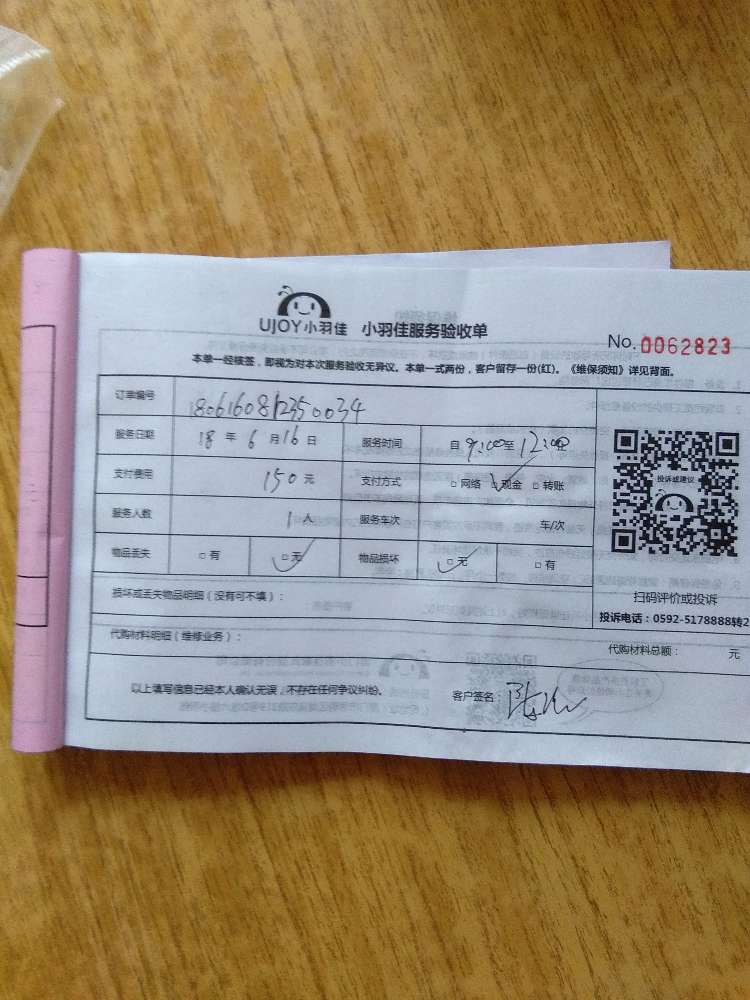 UJOY小羽佳 小羽佳服务验收单
No. 0062823
本单一经核签，即视为对本次服务验收无异议。本单一式两份，客户留存一份(红)。《维保须知》详见背面。
订单编号 1806160812350034
服务日期 18 年 6 月 16 日 服务时间 自 9:00 至 12:00
支付费用 150 元 支付方式 □ 网络 □ 现金 □ 转账
服务人数 1 人 服务车次 车/次
物品丢失 □ 有 □ 无 物品损坏 □ 无 □ 有
投诉或建议
扫码评价或投诉
投诉电话：0592-5178888转2
损坏或丢失物品明细（没有可不填）：
代购材料明细（维修业务）： 代购材料总额： 元
以上填写信息已经本人确认无误，不存在任何争议纠纷。 客户签名：